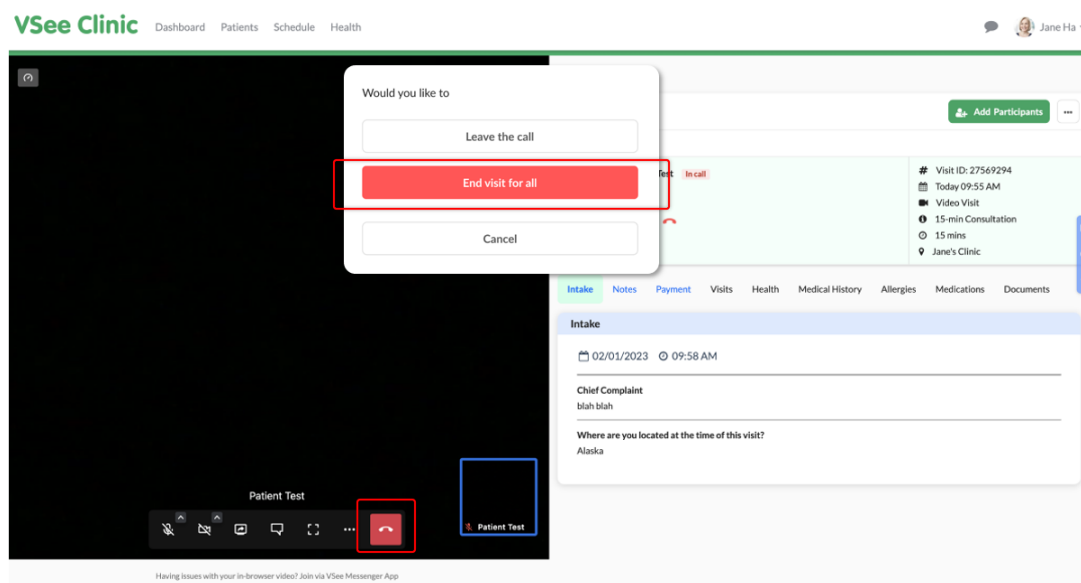 VSee Clinic Dashboard Patients Schedule Health Jane Ha
Would you like to
Leave the call
End visit for all
Cancel
Add Participants
Test In call
# Visit ID: 27569294
Today 09:55 AM
Video Visit
15-min Consultation
15 mins
Jane's Clinic
Intake Notes Payment Visits Health Medical History Allergies Medications Documents
Intake
02/01/2023 09:58 AM
Chief Complaint
blah blah
Where are you located at the time of this visit?
Alaska
Patient Test
Patient Test
Having issues with your in-browser video? Join via VSee Messenger App